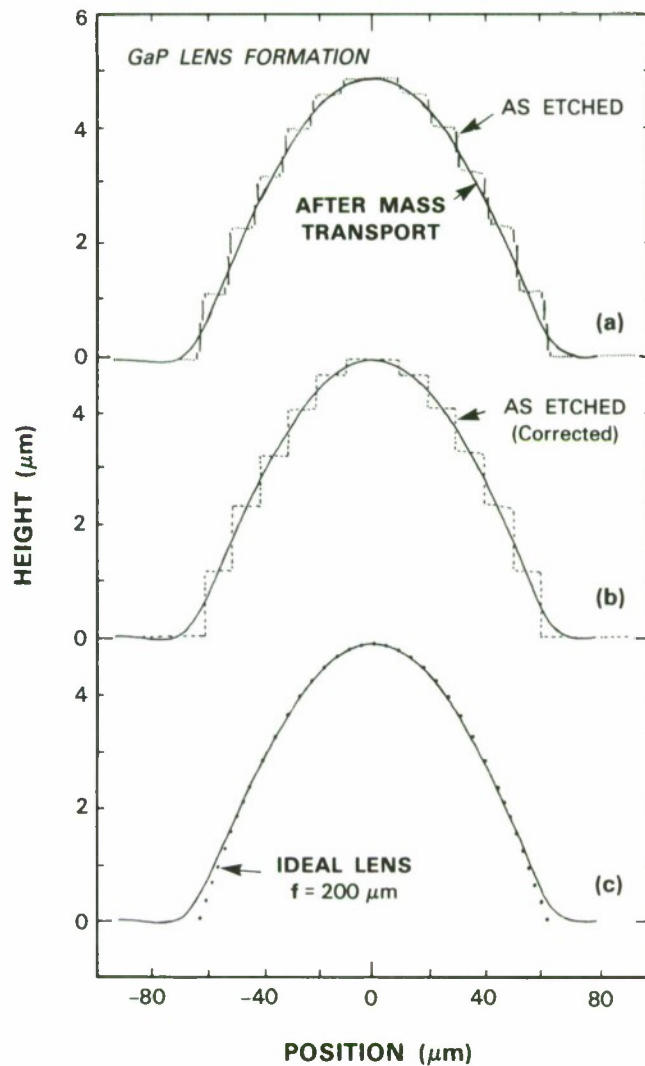 6
GaP LENS FORMATION
AS ETCHED
4
AFTER MASS
TRANSPORT
2
(a)
0
AS ETCHED
(Corrected)
4
HEIGHT (μm)
2
(b)
0
4
2
IDEAL LENS
f = 200 μm
(c)
0
-80 -40 0 40 80
POSITION (μm)